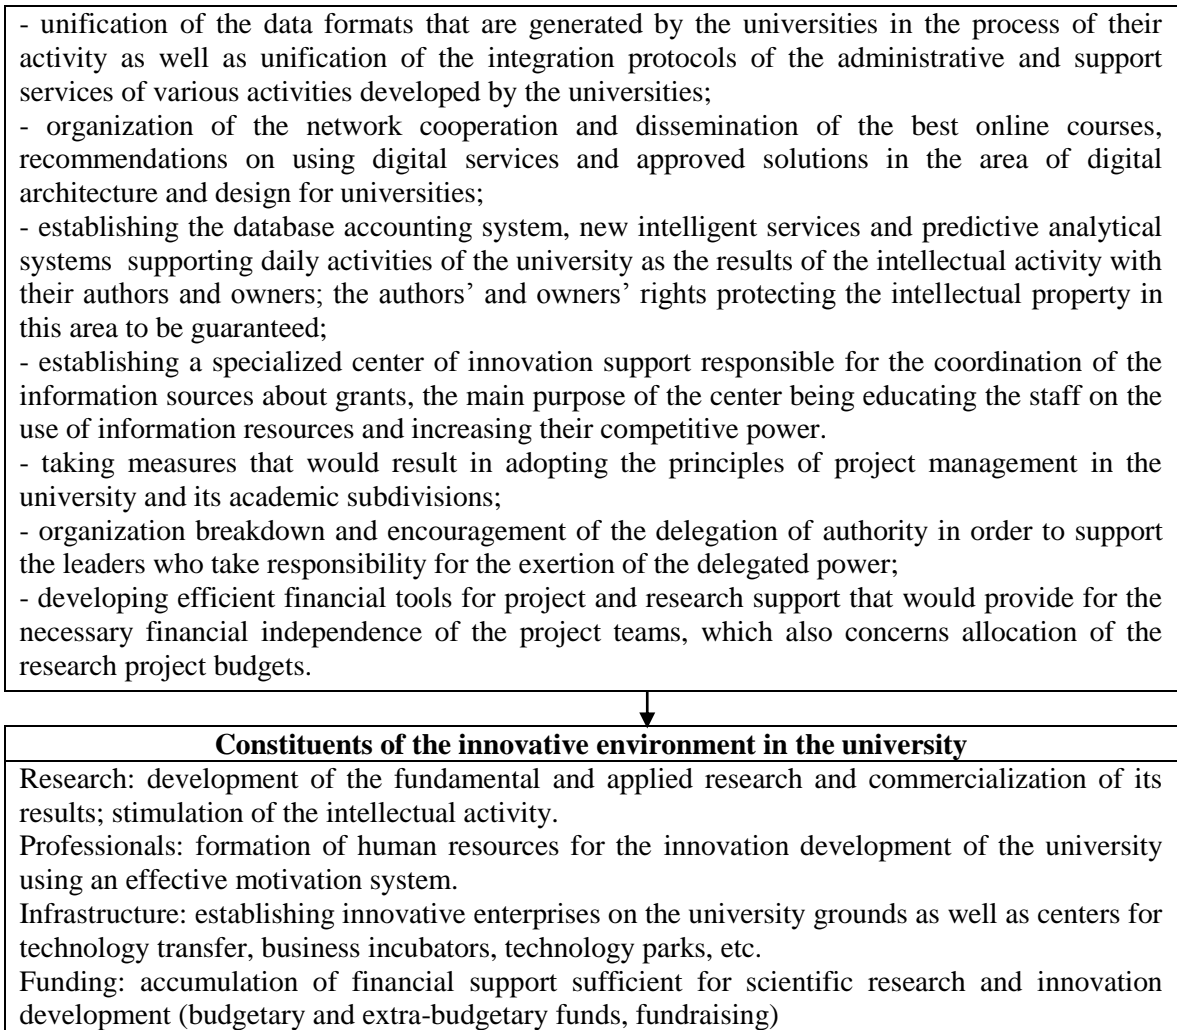 - unification of the data formats that are generated by the universities in the process of their
activity as well as unification of the integration protocols of the administrative and support
services of various activities developed by the universities;
- organization of the network cooperation and dissemination of the best online courses,
recommendations on using digital services and approved solutions in the area of digital
architecture and design for universities;
- establishing the database accounting system, new intelligent services and predictive analytical
systems supporting daily activities of the university as the results of the intellectual activity with
their authors and owners; the authors’ and owners’ rights protecting the intellectual property in
this area to be guaranteed;
- establishing a specialized center of innovation support responsible for the coordination of the
information sources about grants, the main purpose of the center being educating the staff on the
use of information resources and increasing their competitive power.
- taking measures that would result in adopting the principles of project management in the
university and its academic subdivisions;
- organization breakdown and encouragement of the delegation of authority in order to support
the leaders who take responsibility for the exertion of the delegated power;
- developing efficient financial tools for project and research support that would provide for the
necessary financial independence of the project teams, which also concerns allocation of the
research project budgets.
Constituents of the innovative environment in the university
Research: development of the fundamental and applied research and commercialization of its
results; stimulation of the intellectual activity.
Professionals: formation of human resources for the innovation development of the university
using an effective motivation system.
Infrastructure: establishing innovative enterprises on the university grounds as well as centers for
technology transfer, business incubators, technology parks, etc.
Funding: accumulation of financial support sufficient for scientific research and innovation
development (budgetary and extra-budgetary funds, fundraising)